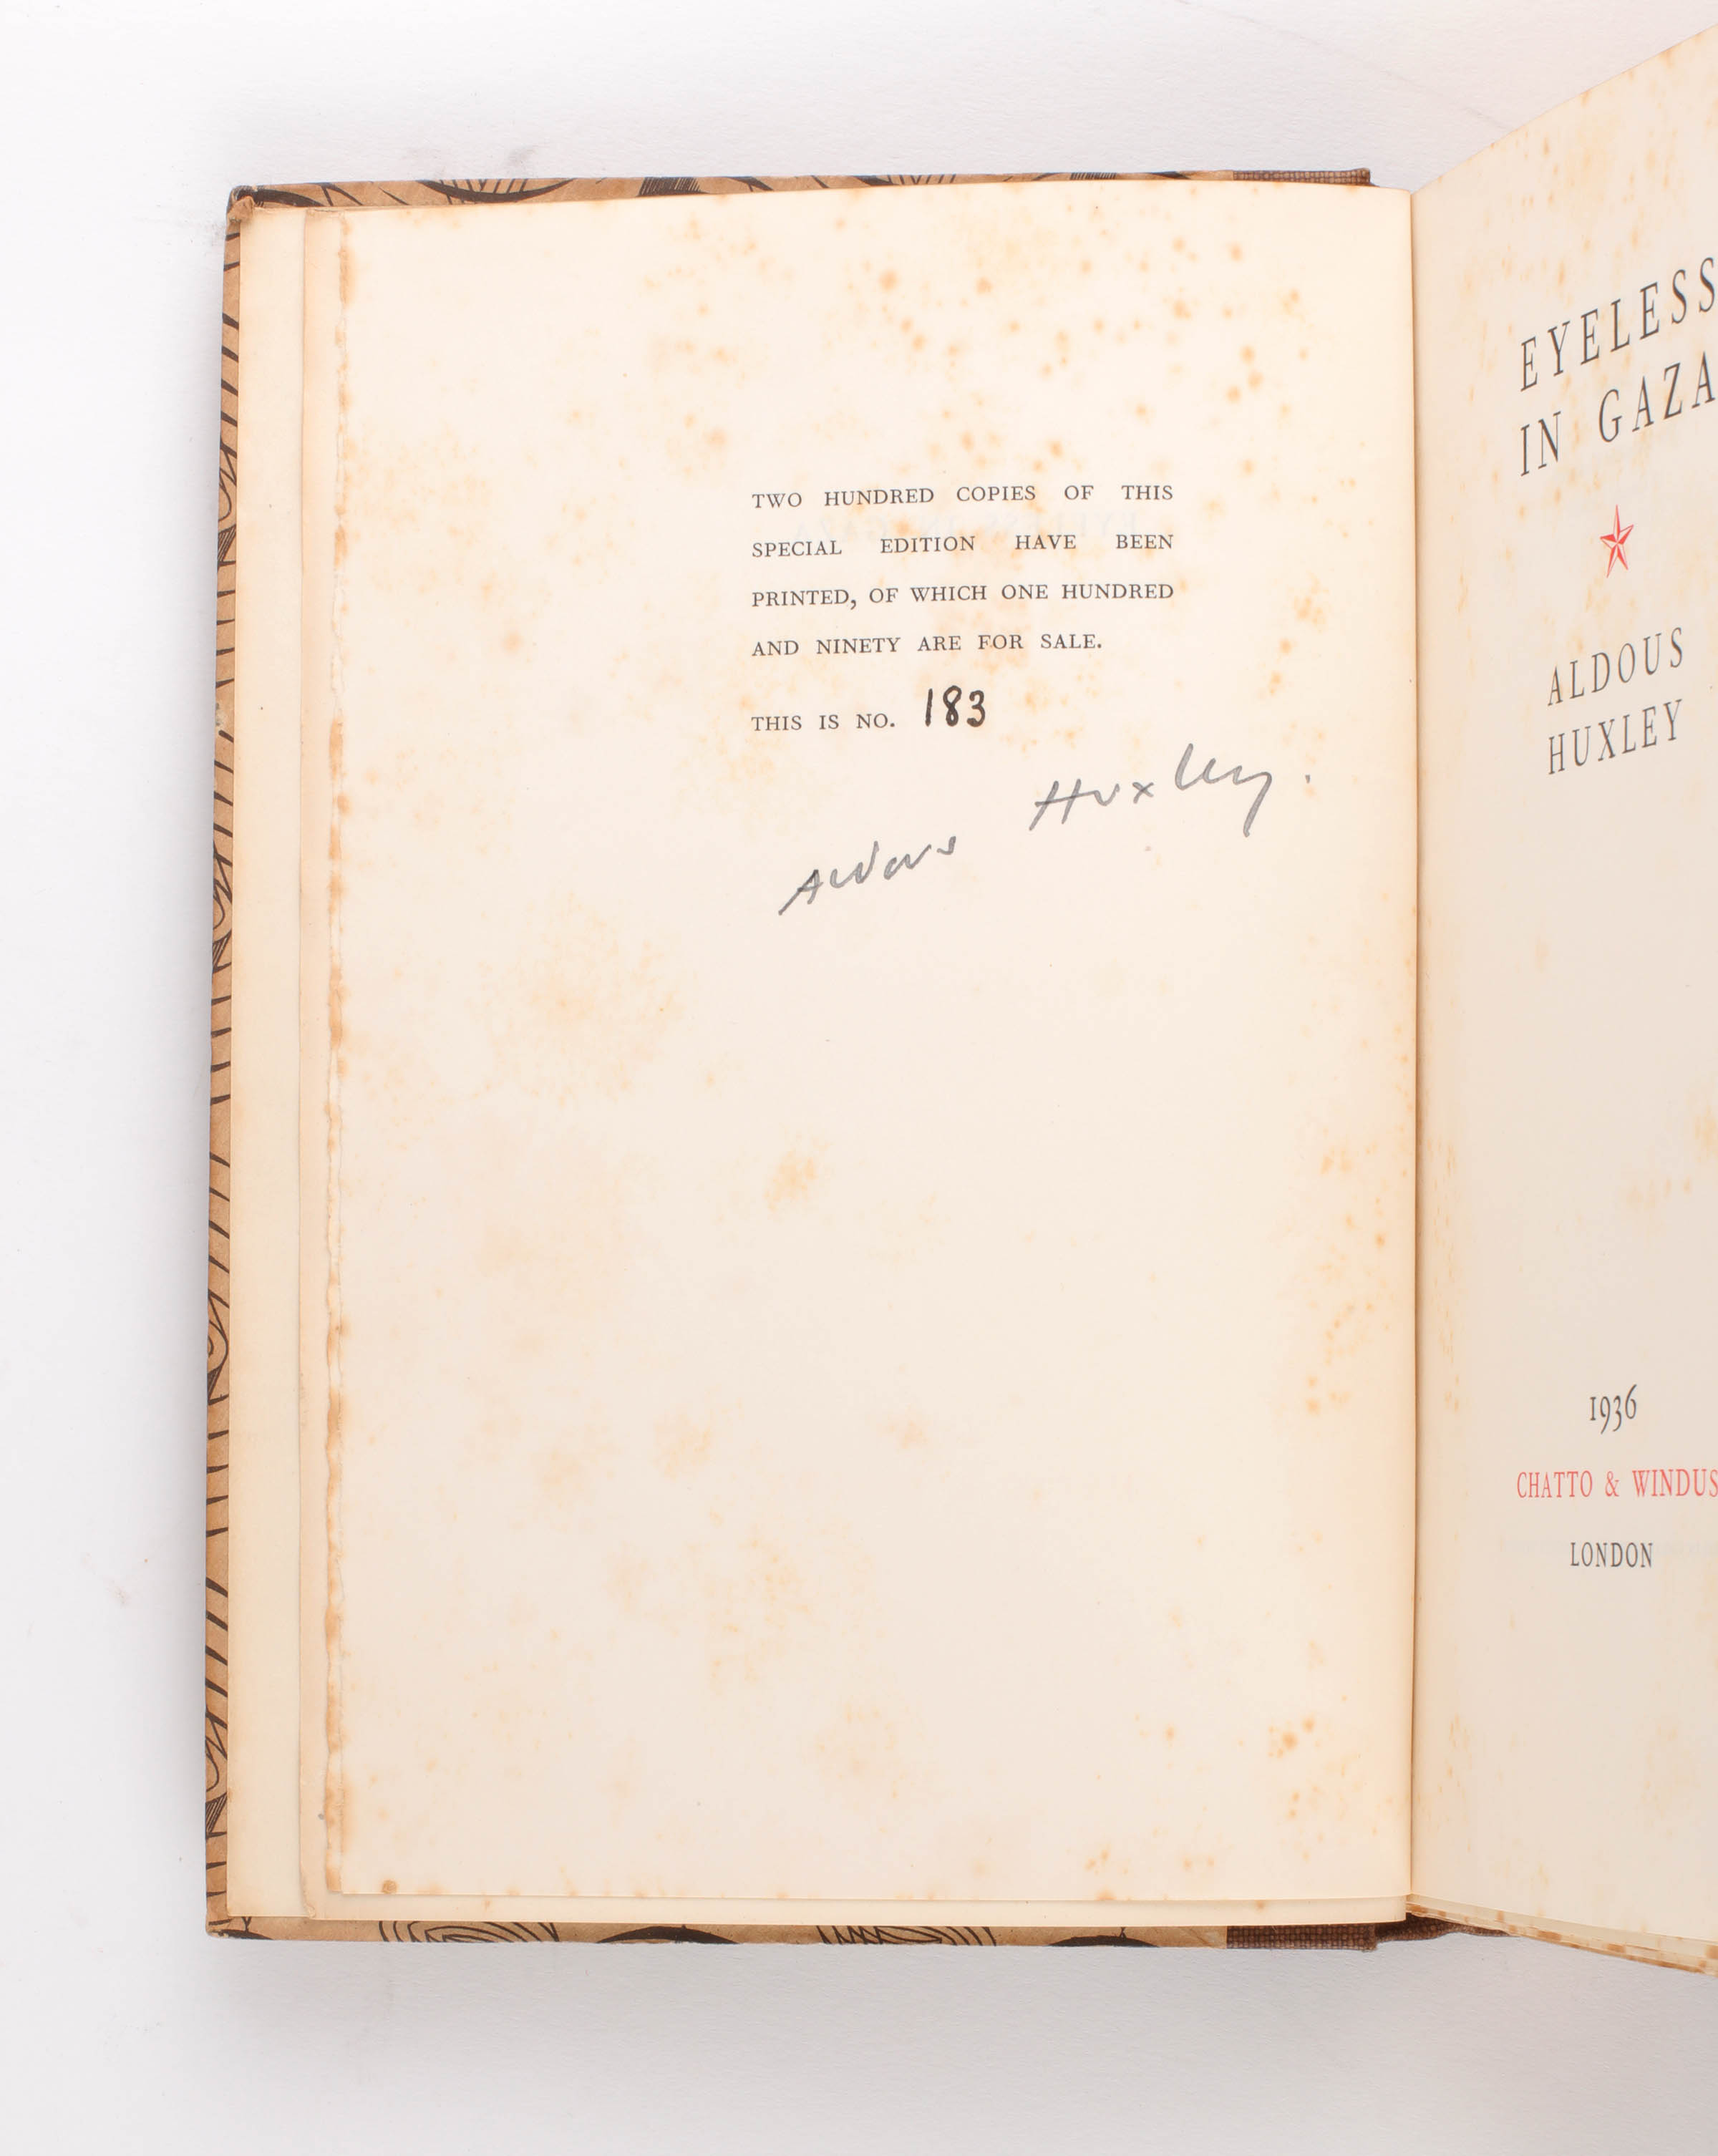 TWO HUNDRED COPIES OF THIS
SPECIAL EDITION HAVE BEEN
PRINTED, OF WHICH ONE HUNDRED
AND NINETY ARE FOR SALE.
THIS IS NO. 183
Aldous Huxley.
EYELESS
IN GAZA
ALDOUS
HUXLEY
1936
CHATTO & WINDUS
LONDON